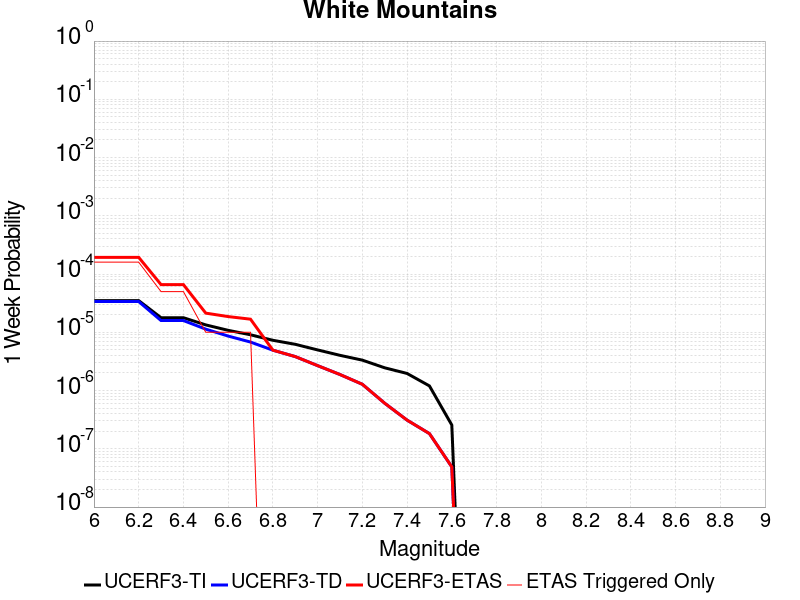 White Mountains
10^0
10^-1
10^-2
10^-3
10^-4
10^-5
10^-6
10^-7
10^-8
1 Week Probability
6 6.2 6.4 6.6 6.8 7 7.2 7.4 7.6 7.8 8 8.2 8.4 8.6 8.8 9
Magnitude
UCERF3-TI UCERF3-TD UCERF3-ETAS ETAS Triggered Only